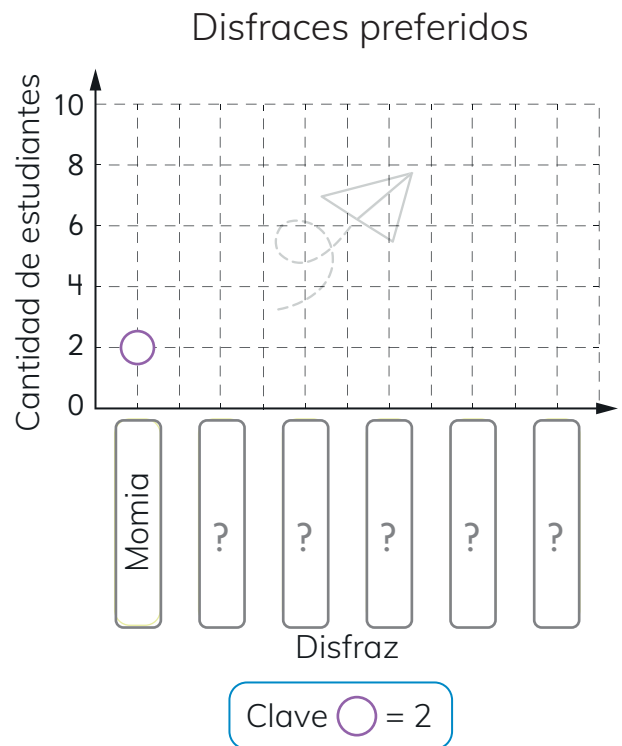 Disfraces preferidos
Cantidad de estudiantes
10
8
6
4
2
0
Momia
?
?
?
?
?
Disfraz
Clave = 2